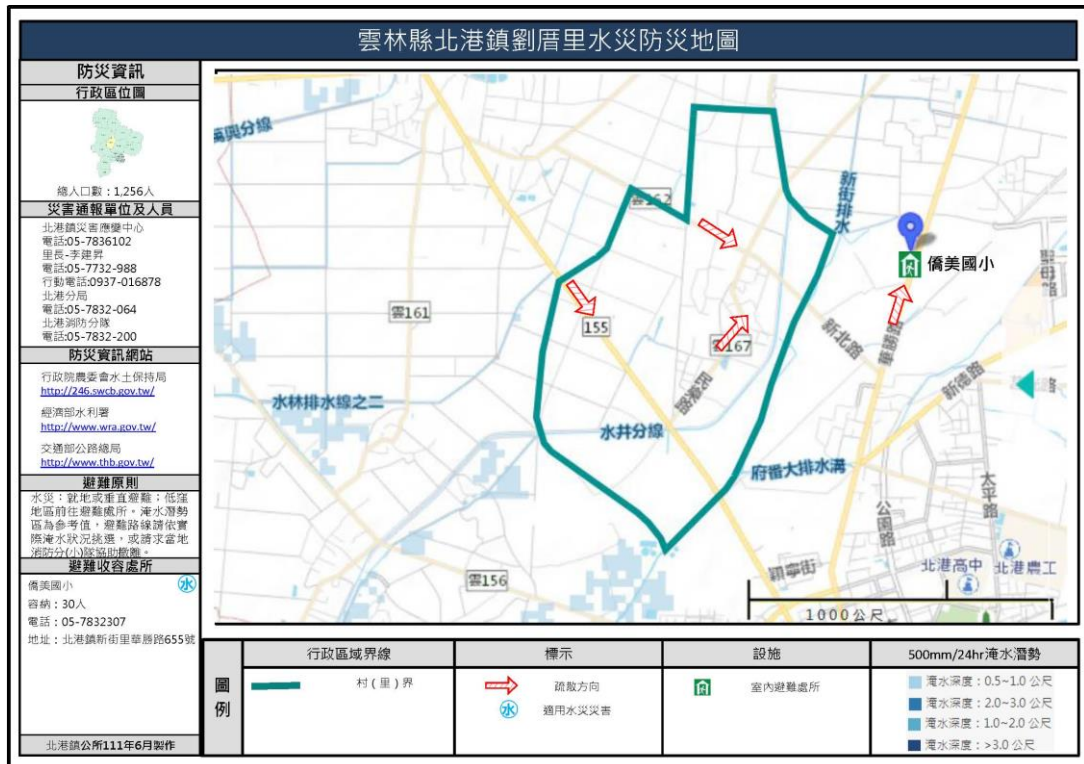 雲林縣北港鎮劉厝里水災防災地圖
防災資訊
行政區位圖
總人口數：1,256人
災害通報單位及人員
北港鎮災害應變中心
電話:05-7836102
里長-李建昇
電話:05-7732-988
行動電話:0937-016878
北港分局
電話:05-7832-064
北港消防分隊
電話:05-7832-200
防災資訊網站
行政院農委會水土保持局
http://246.swcb.gov.tw/
經濟部水利署
http://www.wra.gov.tw/
交通部公路總局
http://www.thb.gov.tw/
避難原則
水災：就地或垂直避難；低窪
地區前往避難處所。淹水潛勢
區為參考值，避難路線請依實
際淹水狀況挑選，或請求當地
消防分(小)隊協助撤離。
避難收容處所
僑美國小
水
容納：30人
電話：05-7832307
地址：北港鎮新街里華勝路655號
北港鎮公所111年6月製作
萬興分線
雲162
新街排水
僑美國小
雲161
155
雲167
新北路
華勝路
新德路
水林排水線之二
水井分線
府番大排水溝
太平路
公園路
雲156
穎寧街
北港高中
北港農工
1000公尺
圖例
行政區域界線
村(里)界
標示
疏散方向
水
適用水災災害
設施
室內避難處所
500mm/24hr淹水潛勢
淹水深度：0.5~1.0 公尺
淹水深度：2.0~3.0 公尺
淹水深度：1.0~2.0 公尺
淹水深度：>3.0 公尺